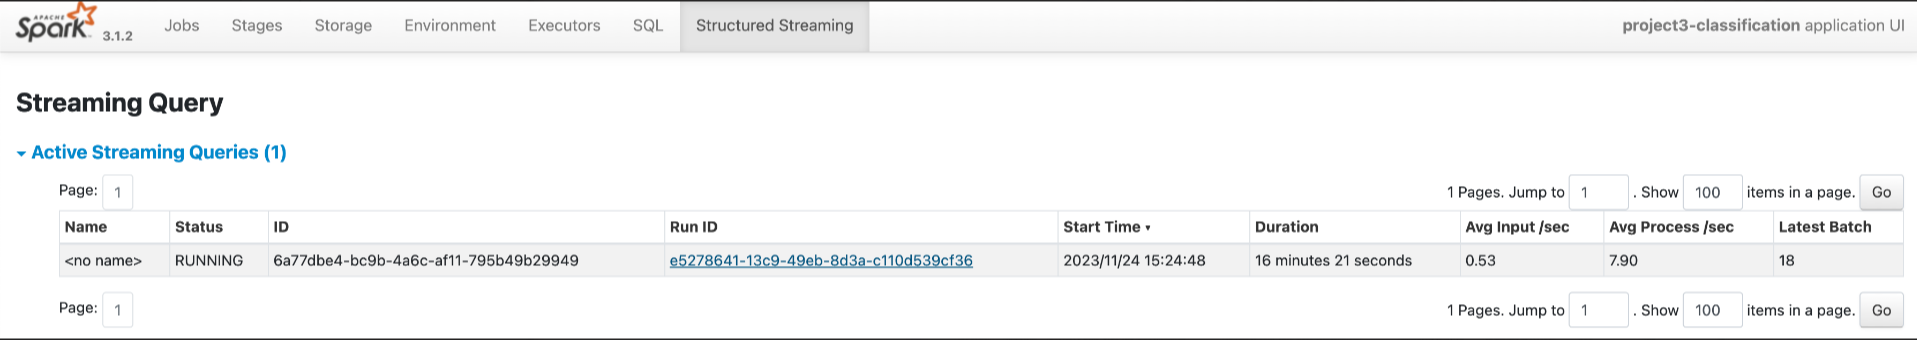 APACHE Spark 3.1.2 Jobs Stages Storage Environment Executors SQL Structured Streaming project3-classification application UI
Streaming Query
Active Streaming Queries (1)
Page: 1 1 Pages. Jump to 1 . Show 100 items in a page. Go
Name Status ID Run ID Start Time ▾ Duration Avg Input /sec Avg Process /sec Latest Batch
<no name> RUNNING 6a77dbe4-bc9b-4a6c-af11-795b49b29949 e5278641-13c9-49eb-8d3a-c110d539cf36 2023/11/24 15:24:48 16 minutes 21 seconds 0.53 7.90 18
Page: 1 1 Pages. Jump to 1 . Show 100 items in a page. Go